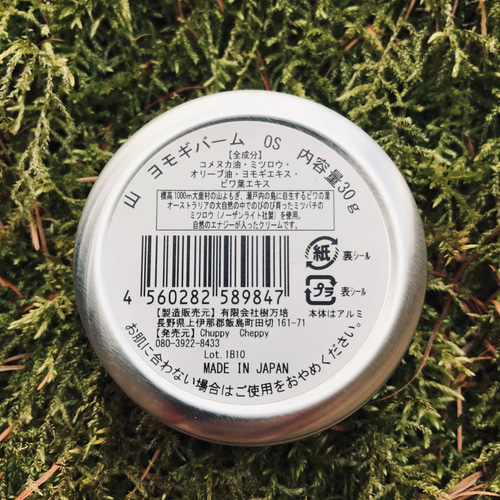 山 ヨモギバーム OS 内容量30g
【全成分】
コメヌカ油・ミツロウ・
オリーブ油・ヨモギエキス・
ビワ葉エキス
標高1000m大鹿村の山よもぎ、瀬戸内の島に自生するビワの葉
オーストラリアの大自然の中でのびのび育ったミツバチの
ミツロウ(ノーザンライト社製)を使用。
自然のエナジーが入ったクリームです。
紙 裏シール
プラ 表シール
4 560282 589847
本体はアルミ
【製造販売元】有限会社樹万培
長野県上伊那郡飯島町田切161-71
【発売元】Chuppy Cheppy
080-3922-8433
Lot.1B10
MADE IN JAPAN
お肌に合わない場合はご使用をおやめください。